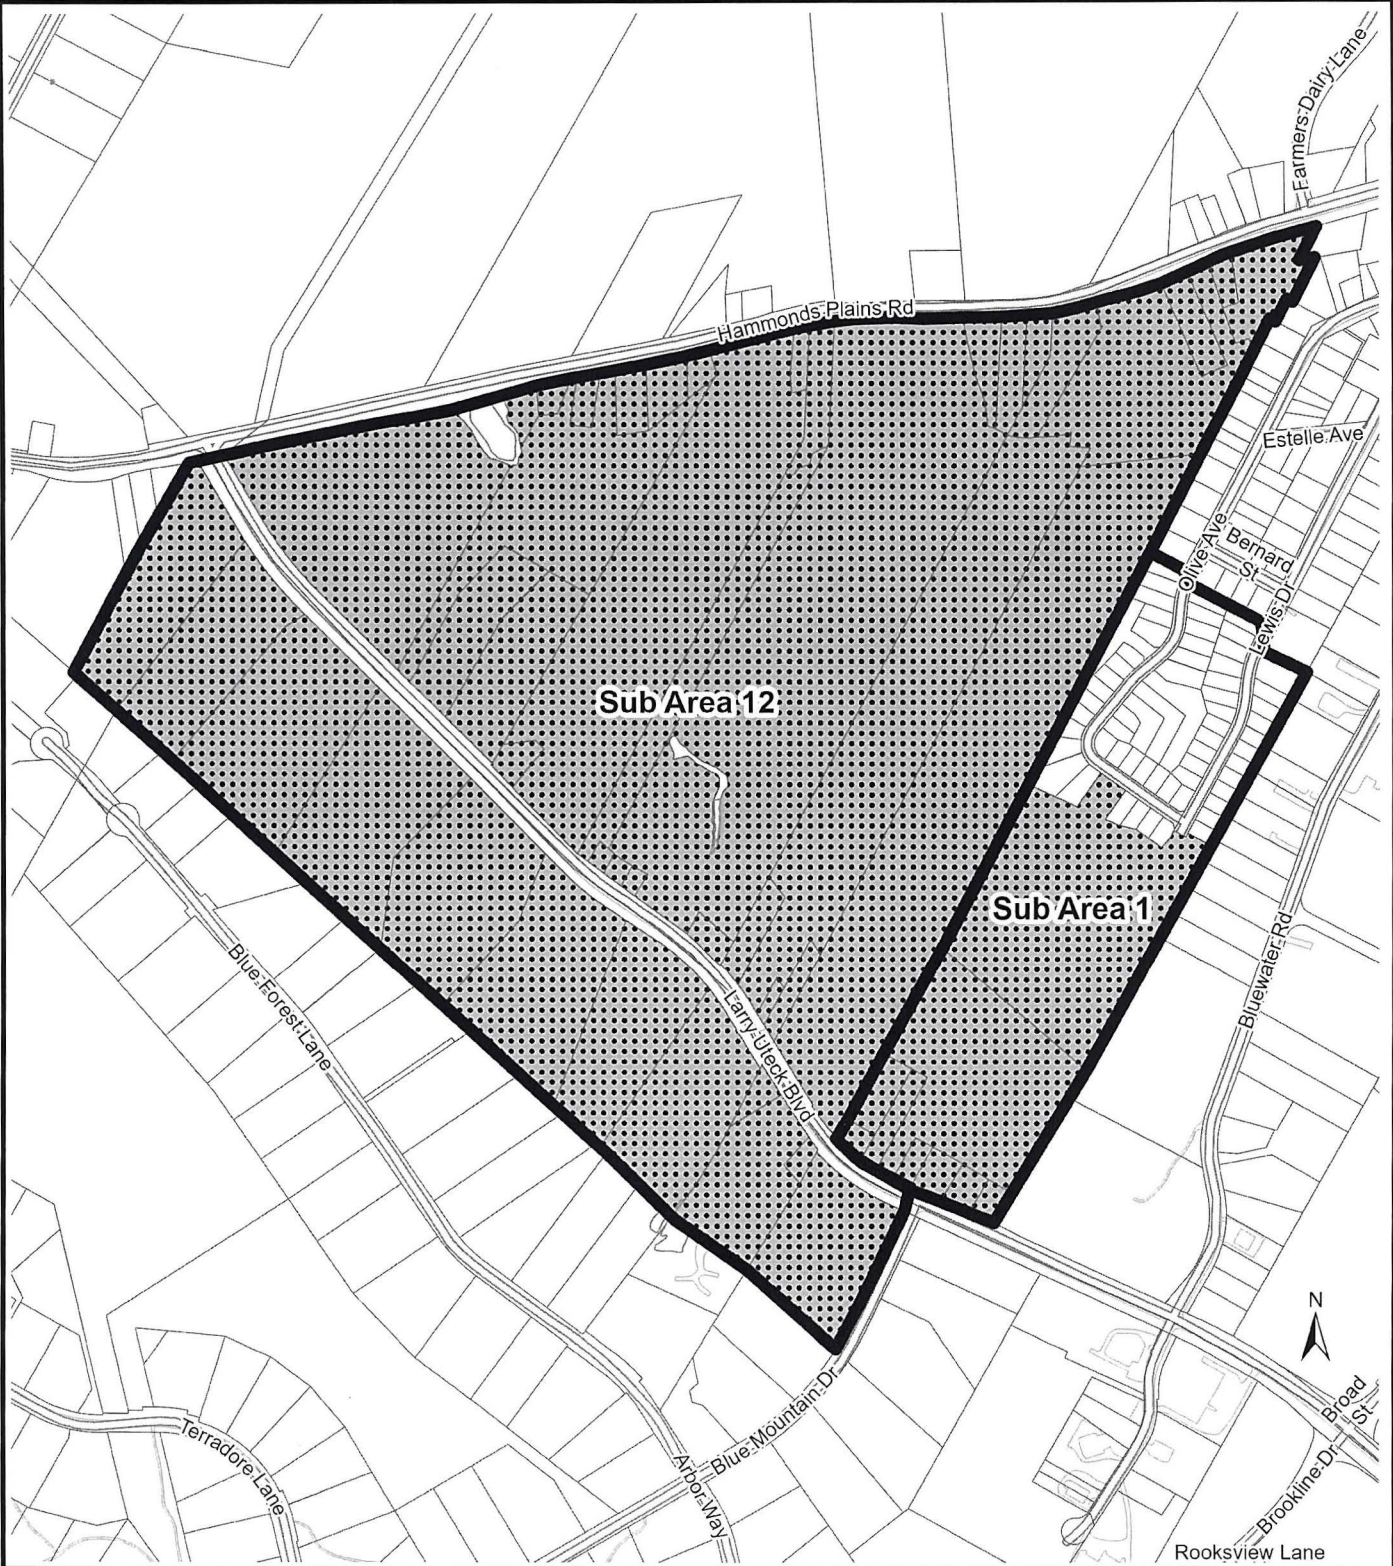 Farmers Dairy Lane
Hammonds Plains Rd
Estelle Ave
Olive Ave
Bernard
St
Lewis Dr
Sub Area 12
Sub Area 1
Bluewater Rd
Blue Forest Lane
Larry Uteck Blvd
N
Blue Mountain Dr
Broad
St
Terradore Lane
Arbor Way
Brookline Dr
Rooksview Lane